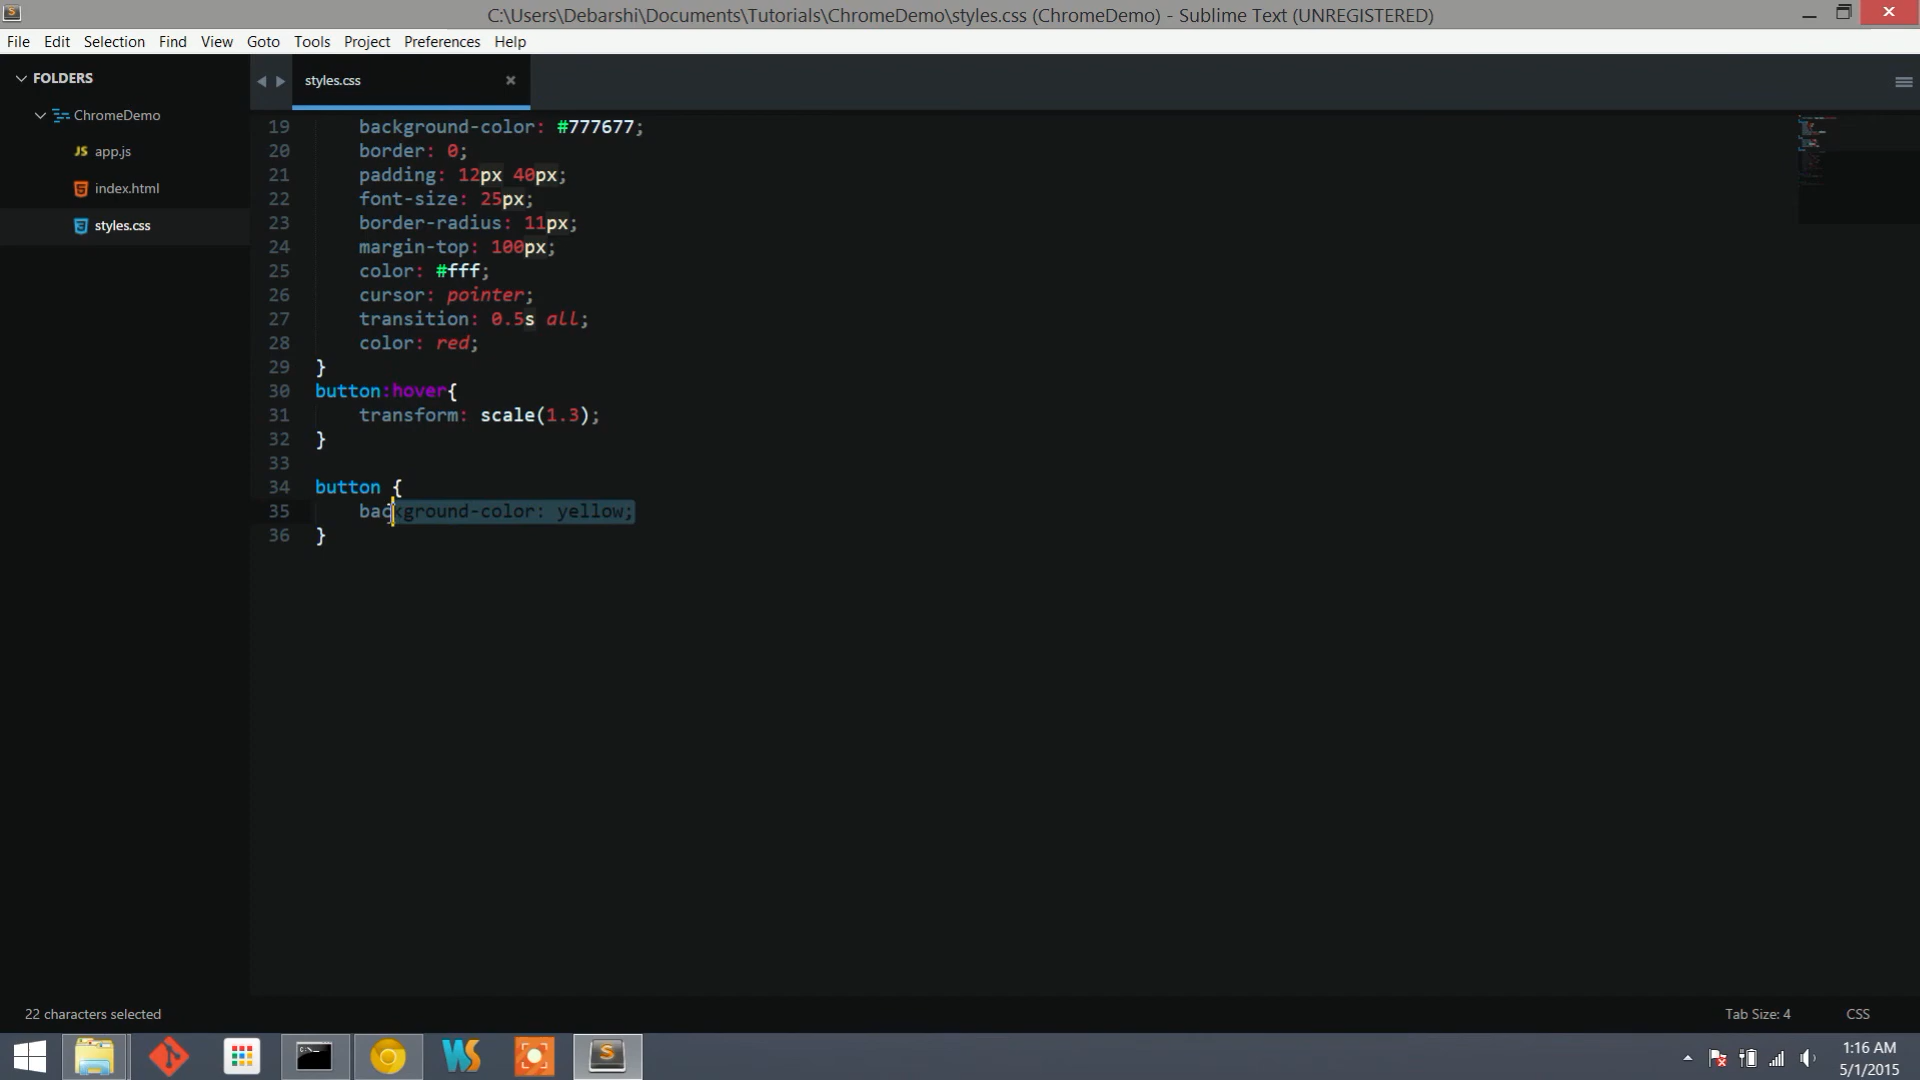 C:\Users\Debarshi\Documents\Tutorials\ChromeDemo\styles.css (ChromeDemo) - Sublime Text (UNREGISTERED)
File Edit Selection Find View Goto Tools Project Preferences Help
FOLDERS
ChromeDemo
JS app.js
index.html
styles.css
styles.css
19 background-color: #777677;
20 border: 0;
21 padding: 12px 40px;
22 font-size: 25px;
23 border-radius: 11px;
24 margin-top: 100px;
25 color: #fff;
26 cursor: pointer;
27 transition: 0.5s all;
28 color: red;
29 }
30 button:hover{
31 transform: scale(1.3);
32 }
33
34 button {
35 background-color: yellow;
36 }
22 characters selected
Tab Size: 4
CSS
1:16 AM
5/1/2015